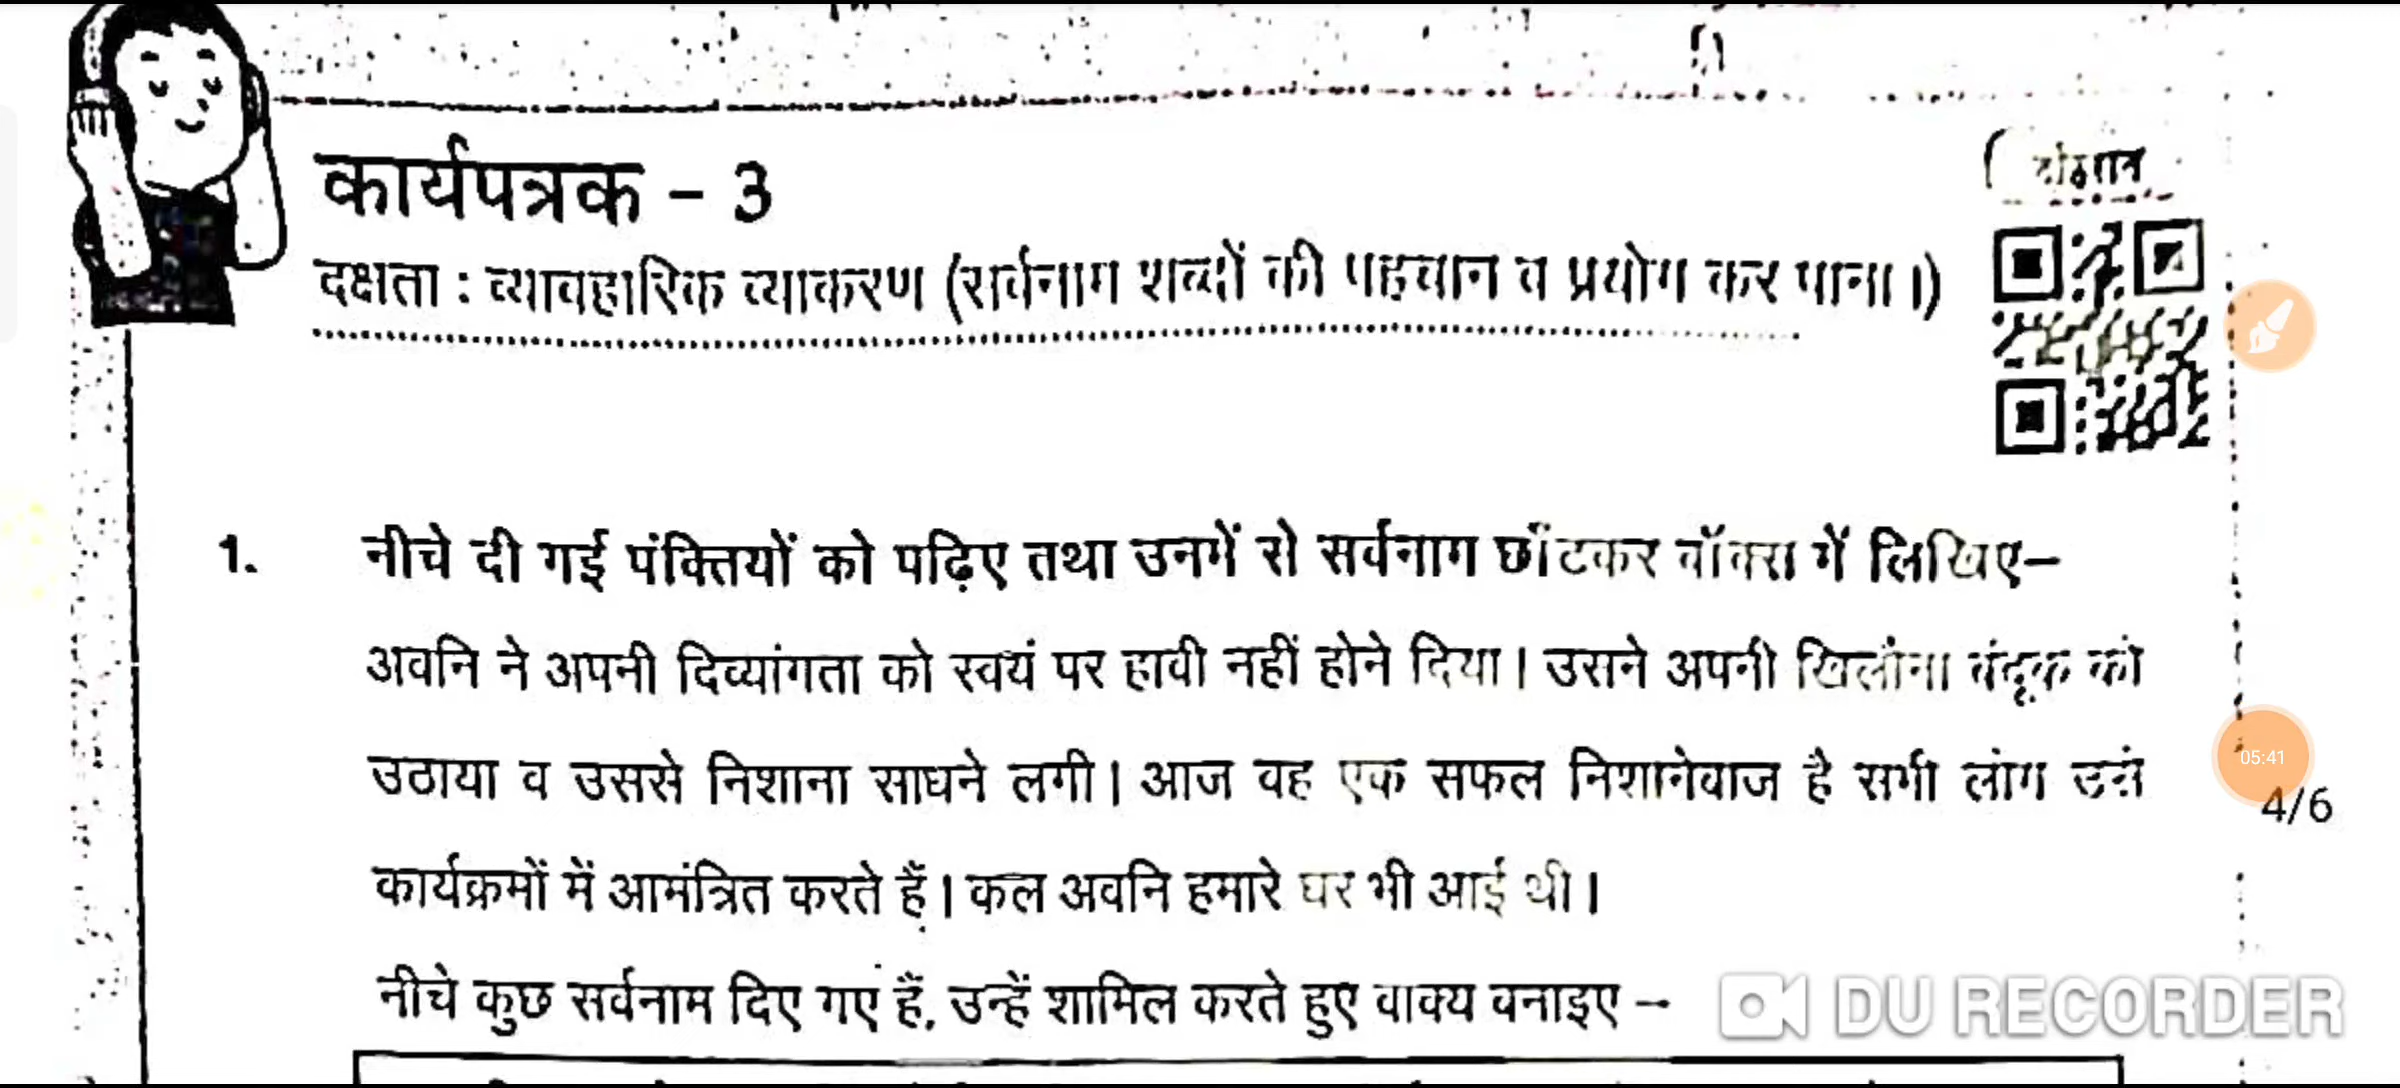 कार्यपत्रक - 3
दक्षता : व्यावहारिक व्याकरण (सर्वनाम शब्दों की पहचान व प्रयोग कर पाना।)
1. नीचे दी गई पंक्तियों को पढ़िए तथा उनमें से सर्वनाम छाँटकर बॉक्स में लिखिए–
अवनि ने अपनी दिव्यांगता को स्वयं पर हावी नहीं होने दिया। उसने अपनी खिलौना बंदूक को
उठाया व उससे निशाना साधने लगी। आज वह एक सफल निशानेबाज है सभी लोग उसे
कार्यक्रमों में आमंत्रित करते हैं। कल अवनि हमारे घर भी आई थी।
नीचे कुछ सर्वनाम दिए गए हैं, उन्हें शामिल करते हुए वाक्य बनाइए –
05:41
4/6
DU RECORDER